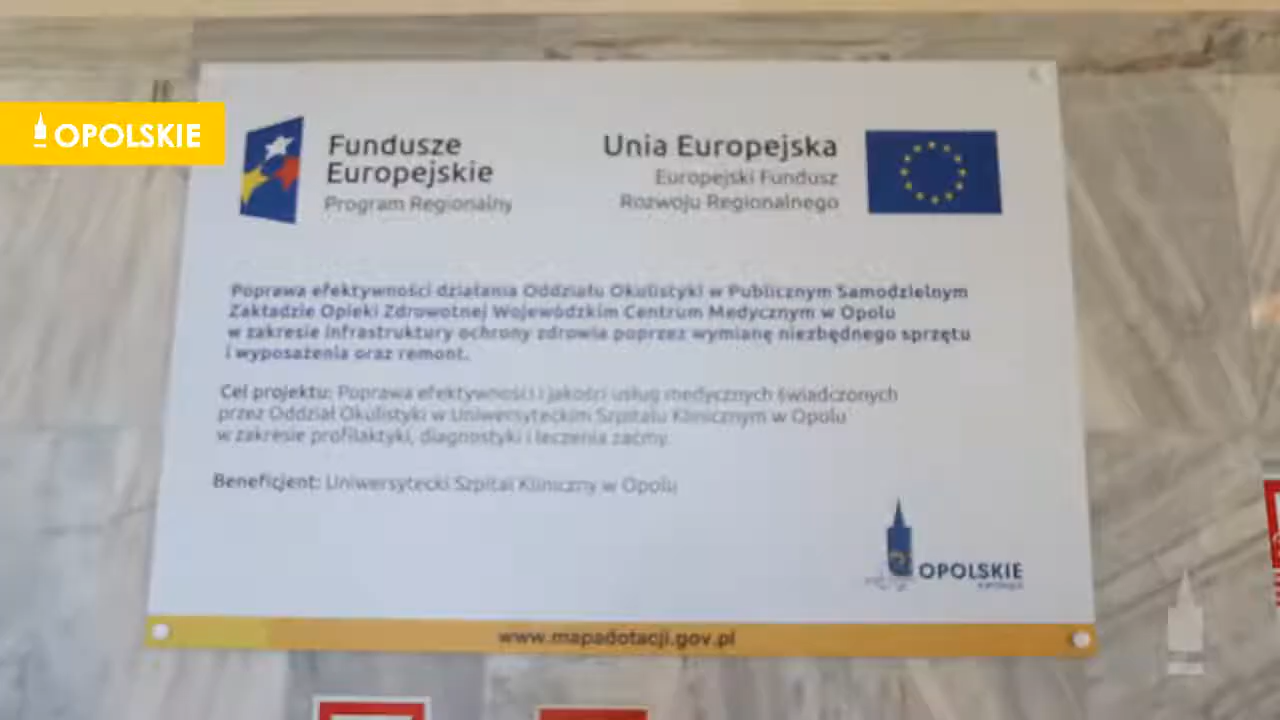 OPOLSKIE
Fundusze
Europejskie
Program Regionalny
Unia Europejska
Europejski Fundusz
Rozwoju Regionalnego
Poprawa efektywności działania Oddziału Okulistyki w Publicznym Samodzielnym
Zakładzie Opieki Zdrowotnej Wojewódzkim Centrum Medycznym w Opolu
w zakresie infrastruktury ochrony zdrowia poprzez wymianę niezbędnego sprzętu
i wyposażenia oraz remont.
Cel projektu: Poprawa efektywności i jakości usług medycznych świadczonych
przez Oddział Okulistyki w Uniwersyteckim Szpitalu Klinicznym w Opolu
w zakresie profilaktyki, diagnostyki i leczenia zaćmy.
Beneficjent: Uniwersytecki Szpital Kliniczny w Opolu
OPOLSKIE
www.mapadotacji.gov.pl